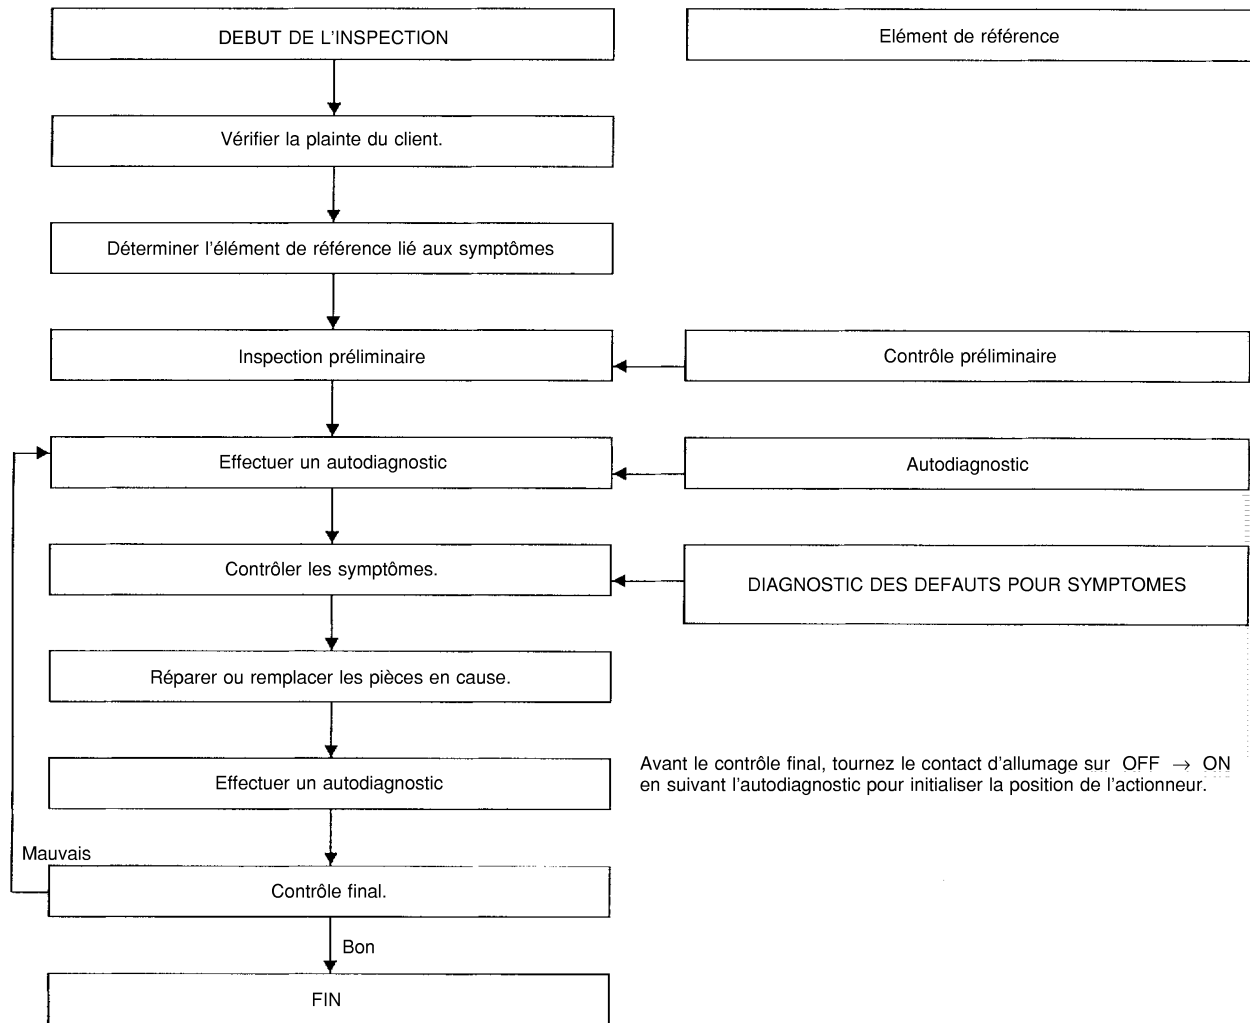 DEBUT DE L'INSPECTION
Elément de référence
Vérifier la plainte du client.
Déterminer l'élément de référence lié aux symptômes
Inspection préliminaire
Contrôle préliminaire
Effectuer un autodiagnostic
Autodiagnostic
Contrôler les symptômes.
DIAGNOSTIC DES DEFAUTS POUR SYMPTOMES
Réparer ou remplacer les pièces en cause.
Effectuer un autodiagnostic
Avant le contrôle final, tournez le contact d'allumage sur OFF → ON
en suivant l'autodiagnostic pour initialiser la position de l'actionneur.
Mauvais
Contrôle final.
Bon
FIN